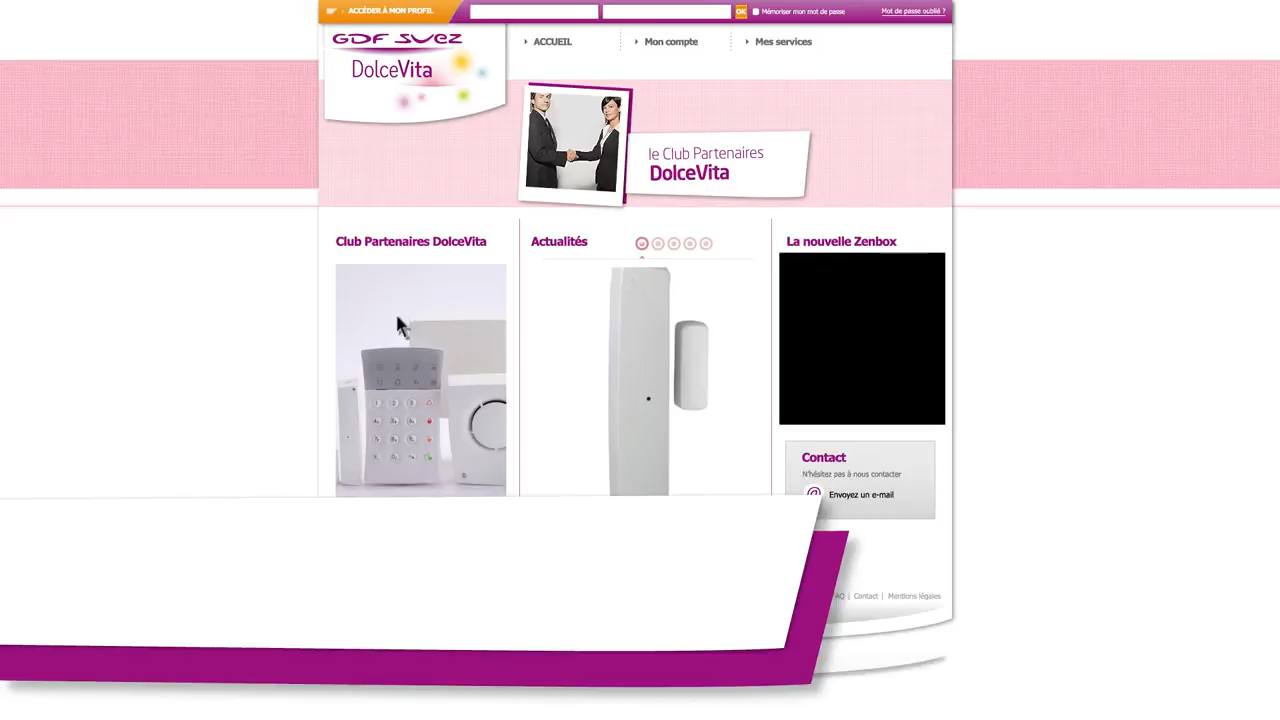 ACCÉDER À MON PROFIL
OK
Mémoriser mon mot de passe
Mot de passe oublié ?
GDF SUEZ
DolceVita
ACCUEIL
Mon compte
Mes services
le Club Partenaires
DolceVita
Club Partenaires DolceVita
Actualités
La nouvelle Zenbox
Contact
N'hésitez pas à nous contacter
@ Envoyez un e-mail
FAQ | Contact | Mentions légales